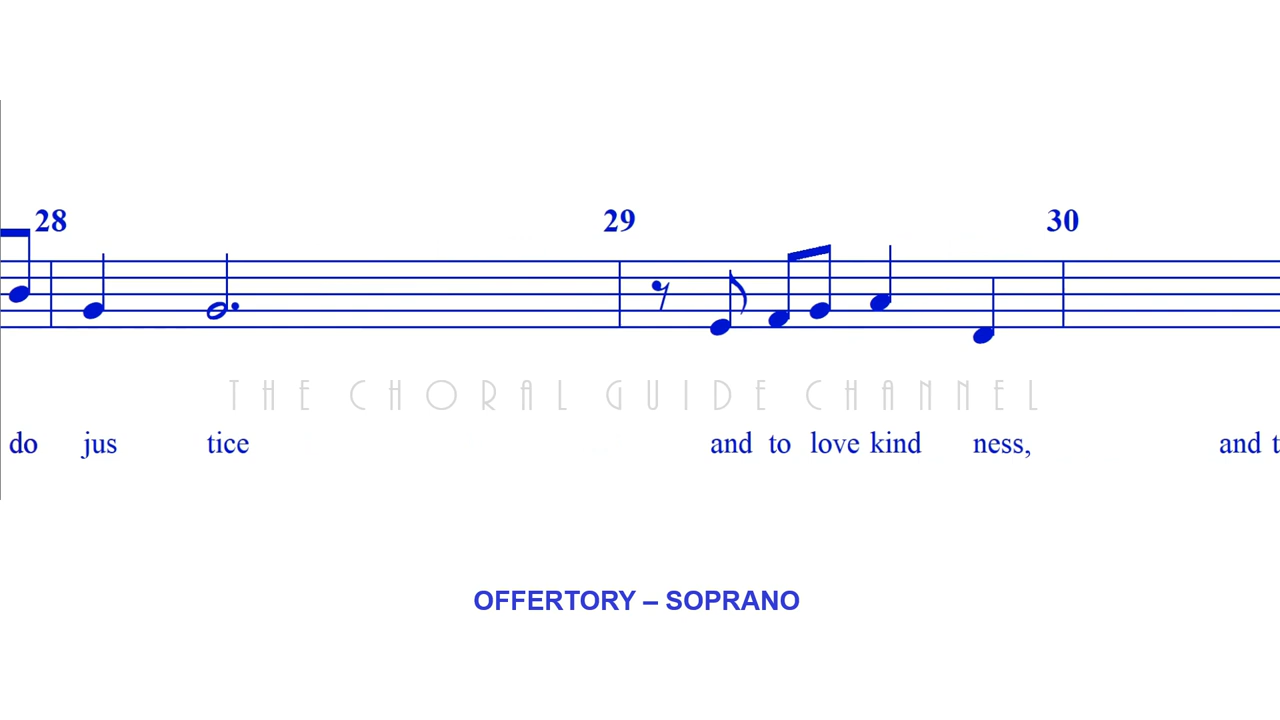 28 29 30
THE CHORAL GUIDE CHANNEL
do jus tice and to love kind ness, and t
OFFERTORY – SOPRANO